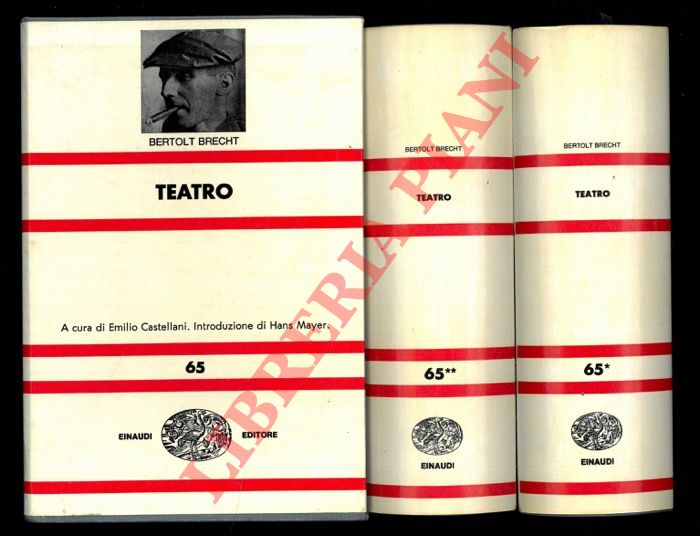 BERTOLT BRECHT
TEATRO
A cura di Emilio Castellani. Introduzione di Hans Mayer.
65
EINAUDI EDITORE
BERTOLT BRECHT
TEATRO
65**
EINAUDI
BERTOLT BRECHT
TEATRO
65*
EINAUDI
LIBRERIA PIANI